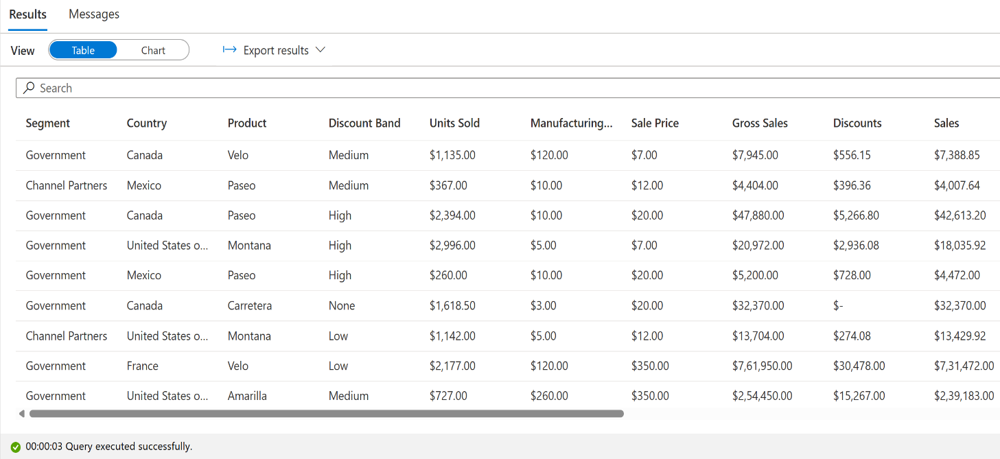 Results Messages
View Table Chart Export results
Search
Segment Country Product Discount Band Units Sold Manufacturing... Sale Price Gross Sales Discounts Sales
Government Canada Velo Medium $1,135.00 $120.00 $7.00 $7,945.00 $556.15 $7,388.85
Channel Partners Mexico Paseo Medium $367.00 $10.00 $12.00 $4,404.00 $396.36 $4,007.64
Government Canada Paseo High $2,394.00 $10.00 $20.00 $47,880.00 $5,266.80 $42,613.20
Government United States o... Montana High $2,996.00 $5.00 $7.00 $20,972.00 $2,936.08 $18,035.92
Government Mexico Paseo High $260.00 $10.00 $20.00 $5,200.00 $728.00 $4,472.00
Government Canada Carretera None $1,618.50 $3.00 $20.00 $32,370.00 $- $32,370.00
Channel Partners United States o... Montana Low $1,142.00 $5.00 $12.00 $13,704.00 $274.08 $13,429.92
Government France Velo Low $2,177.00 $120.00 $350.00 $7,61,950.00 $30,478.00 $7,31,472.00
Government United States o... Amarilla Medium $727.00 $260.00 $350.00 $2,54,450.00 $15,267.00 $2,39,183.00
00:00:03 Query executed successfully.